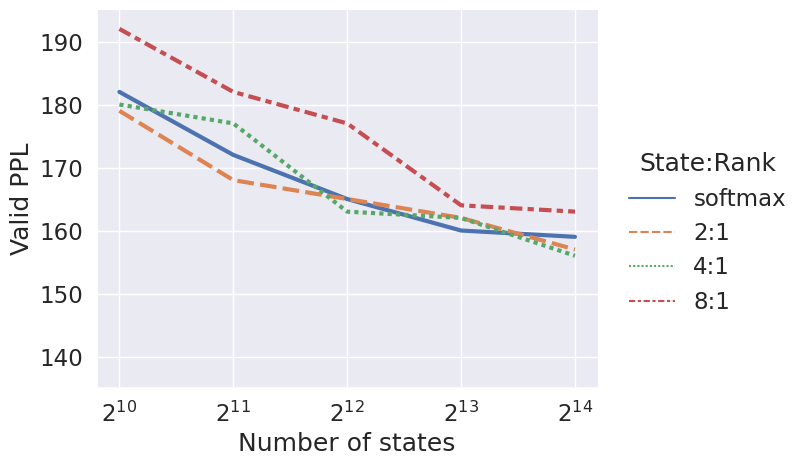 190
180
170
160
150
140
Valid PPL
2^10 2^11 2^12 2^13 2^14
Number of states
State:Rank
softmax
2:1
4:1
8:1